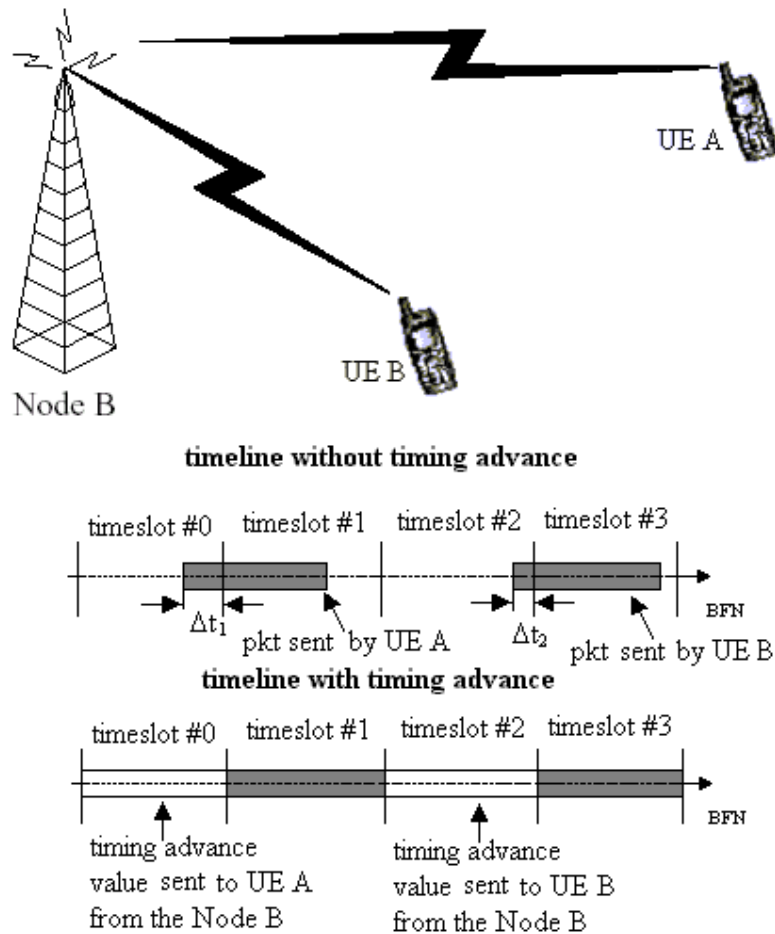 UE A
UE B
Node B
timeline without timing advance
timeslot #0 timeslot #1 timeslot #2 timeslot #3
BFN
Δt1 Δt2
pkt sent by UE A pkt sent by UE B
timeline with timing advance
timeslot #0 timeslot #1 timeslot #2 timeslot #3
BFN
timing advance timing advance
value sent to UE A value sent to UE B
from the Node B from the Node B